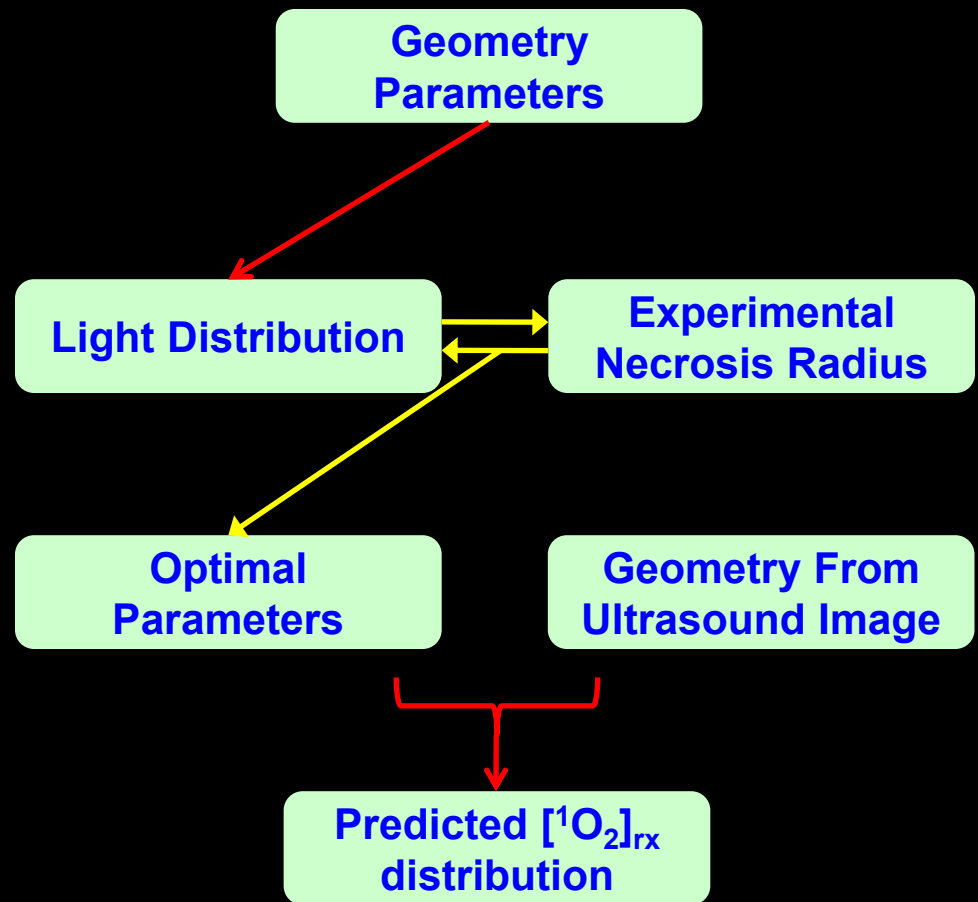 Geometry
Parameters
Light Distribution
Experimental
Necrosis Radius
Optimal
Parameters
Geometry From
Ultrasound Image
Predicted [¹O₂]ᵣₓ
distribution